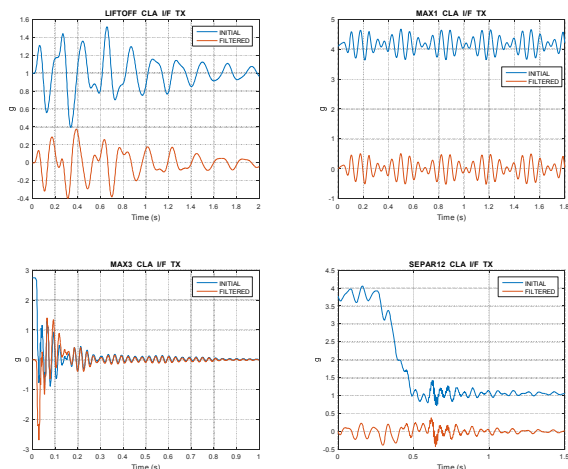 LIFTOFF CLA I/F TX
1.6
1.4
1.2
1
0.8
0.6
0.4
0.2
0
-0.2
-0.4
g
INITIAL
FILTERED
0 0.2 0.4 0.6 0.8 1.0 1.2 1.4 1.6 1.8 2
Time (s)
MAX1 CLA I/F TX
5
4
3
2
1
0
-1
g
INITIAL
FILTERED
0 0.2 0.4 0.6 0.8 1.0 1.2 1.4 1.6 1.8
Time (s)
MAX3 CLA I/F TX
3
2
1
0
-1
-2
-3
g
INITIAL
FILTERED
0 0.1 0.2 0.3 0.4 0.5 0.6 0.7 0.8 0.9 1
Time (s)
SEPAR12 CLA I/F TX
4.5
4
3.5
3
2.5
2
1.5
1
0.5
0
-0.5
g
INITIAL
FILTERED
0 0.5 1 1.5
Time (s)